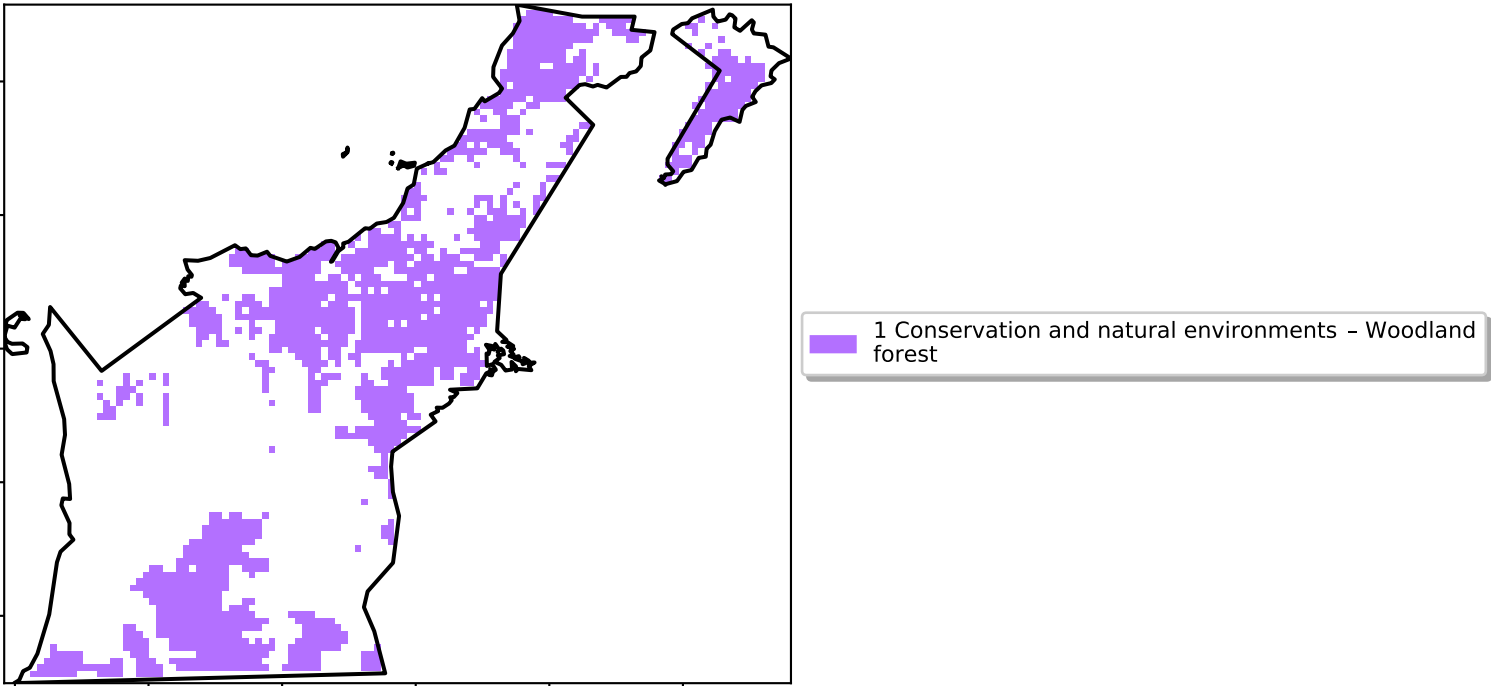 1 Conservation and natural environments – Woodland
forest